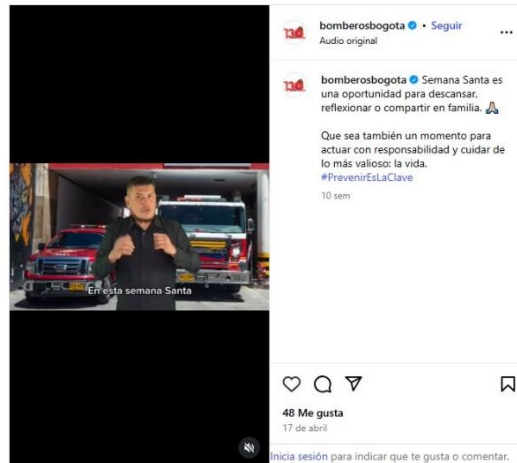 bomberosbogota • Seguir
Audio original
bomberosbogota Semana Santa es
una oportunidad para descansar,
reflexionar o compartir en familia. 🙏🏼
Que sea también un momento para
actuar con responsabilidad y cuidar de
lo más valioso: la vida.
#PrevenirEsLaClave
10 sem
En esta semana Santa
48 Me gusta
17 de abril
Inicia sesión para indicar que te gusta o comentar.